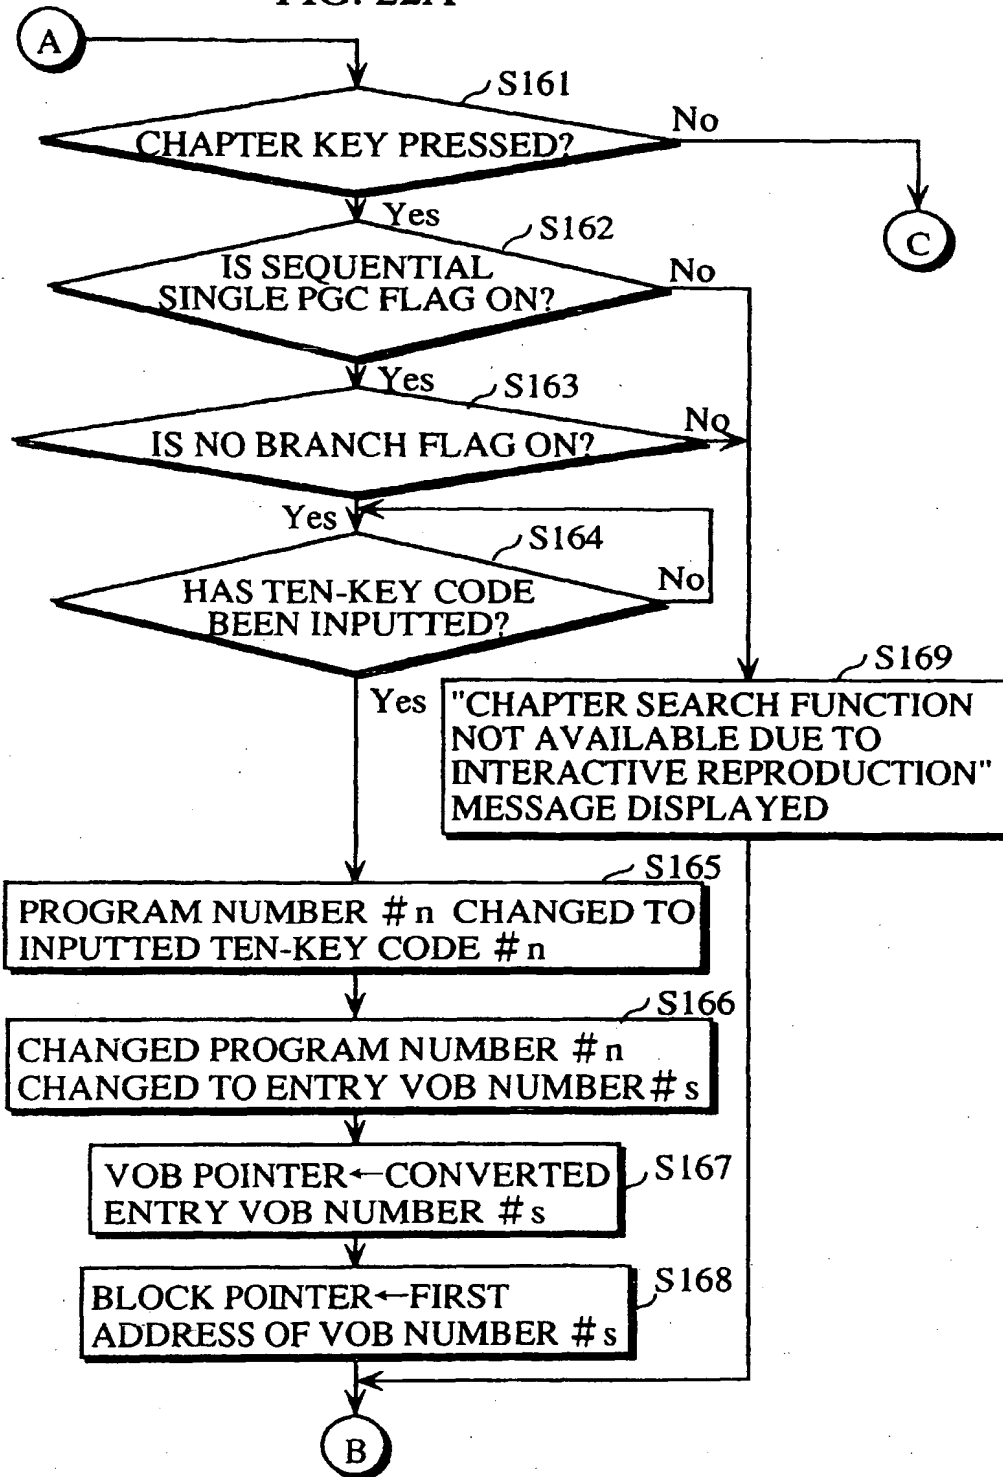 FIG. 22A
A
S161
CHAPTER KEY PRESSED?
No
C
Yes
S162
IS SEQUENTIAL
SINGLE PGC FLAG ON?
No
Yes
S163
IS NO BRANCH FLAG ON?
No
Yes
S164
HAS TEN-KEY CODE
BEEN INPUTTED?
No
Yes
S169
"CHAPTER SEARCH FUNCTION
NOT AVAILABLE DUE TO
INTERACTIVE REPRODUCTION"
MESSAGE DISPLAYED
S165
PROGRAM NUMBER #n CHANGED TO
INPUTTED TEN-KEY CODE #n
S166
CHANGED PROGRAM NUMBER #n
CHANGED TO ENTRY VOB NUMBER #s
S167
VOB POINTER←CONVERTED
ENTRY VOB NUMBER #s
S168
BLOCK POINTER←FIRST
ADDRESS OF VOB NUMBER #s
B